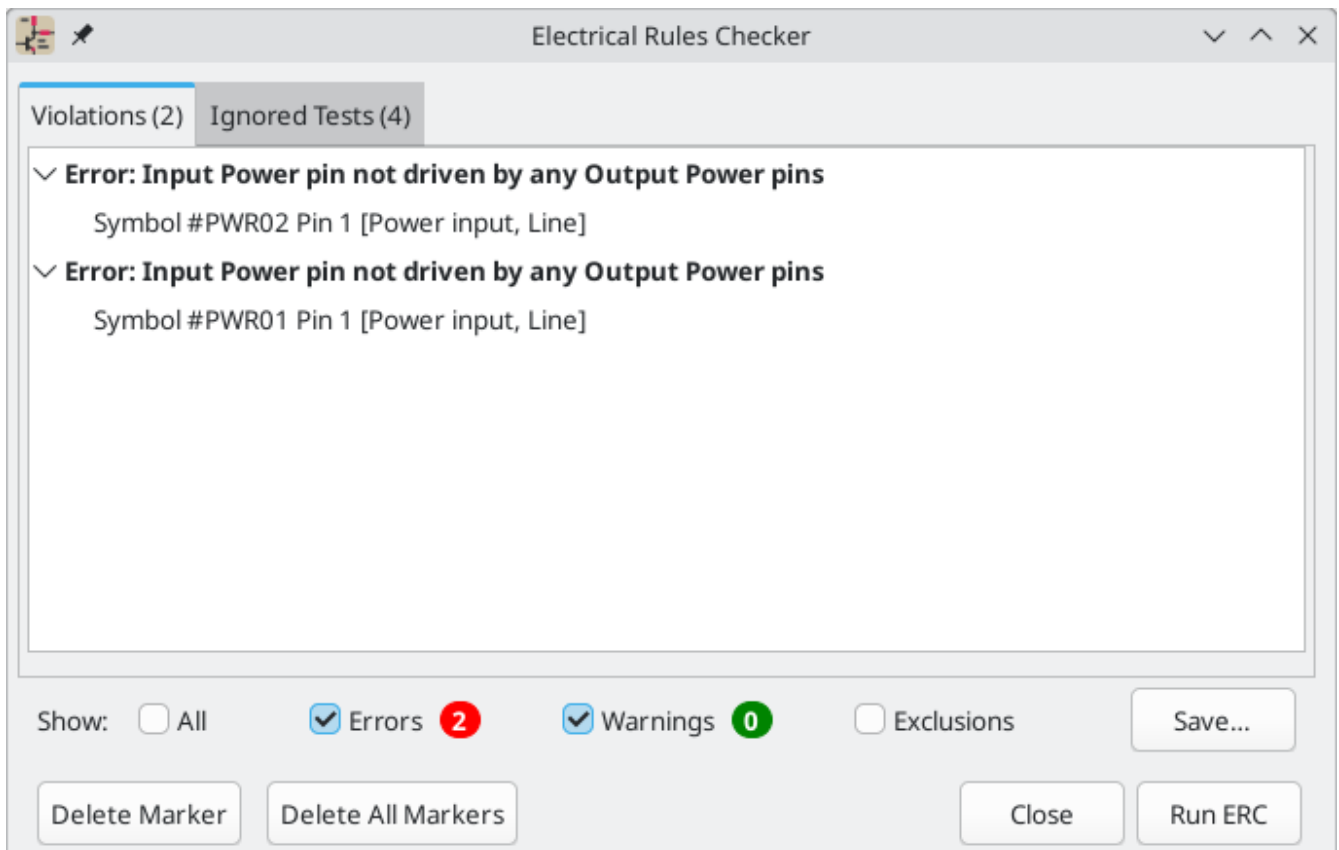 Electrical Rules Checker
Violations (2) Ignored Tests (4)
Error: Input Power pin not driven by any Output Power pins
Symbol #PWR02 Pin 1 [Power input, Line]
Error: Input Power pin not driven by any Output Power pins
Symbol #PWR01 Pin 1 [Power input, Line]
Show: All Errors 2 Warnings 0 Exclusions Save...
Delete Marker Delete All Markers Close Run ERC